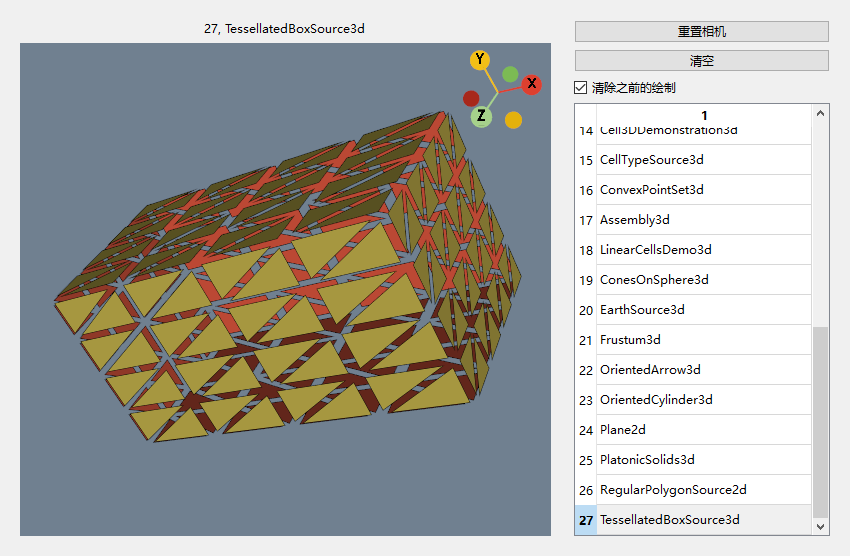 27, TessellatedBoxSource3d
Y
X
Z
重置相机
清空
清除之前的绘制
1
14 Cell3DDemonstration3d
15 CellTypeSource3d
16 ConvexPointSet3d
17 Assembly3d
18 LinearCellsDemo3d
19 ConesOnSphere3d
20 EarthSource3d
21 Frustum3d
22 OrientedArrow3d
23 OrientedCylinder3d
24 Plane2d
25 PlatonicSolids3d
26 RegularPolygonSource2d
27 TessellatedBoxSource3d